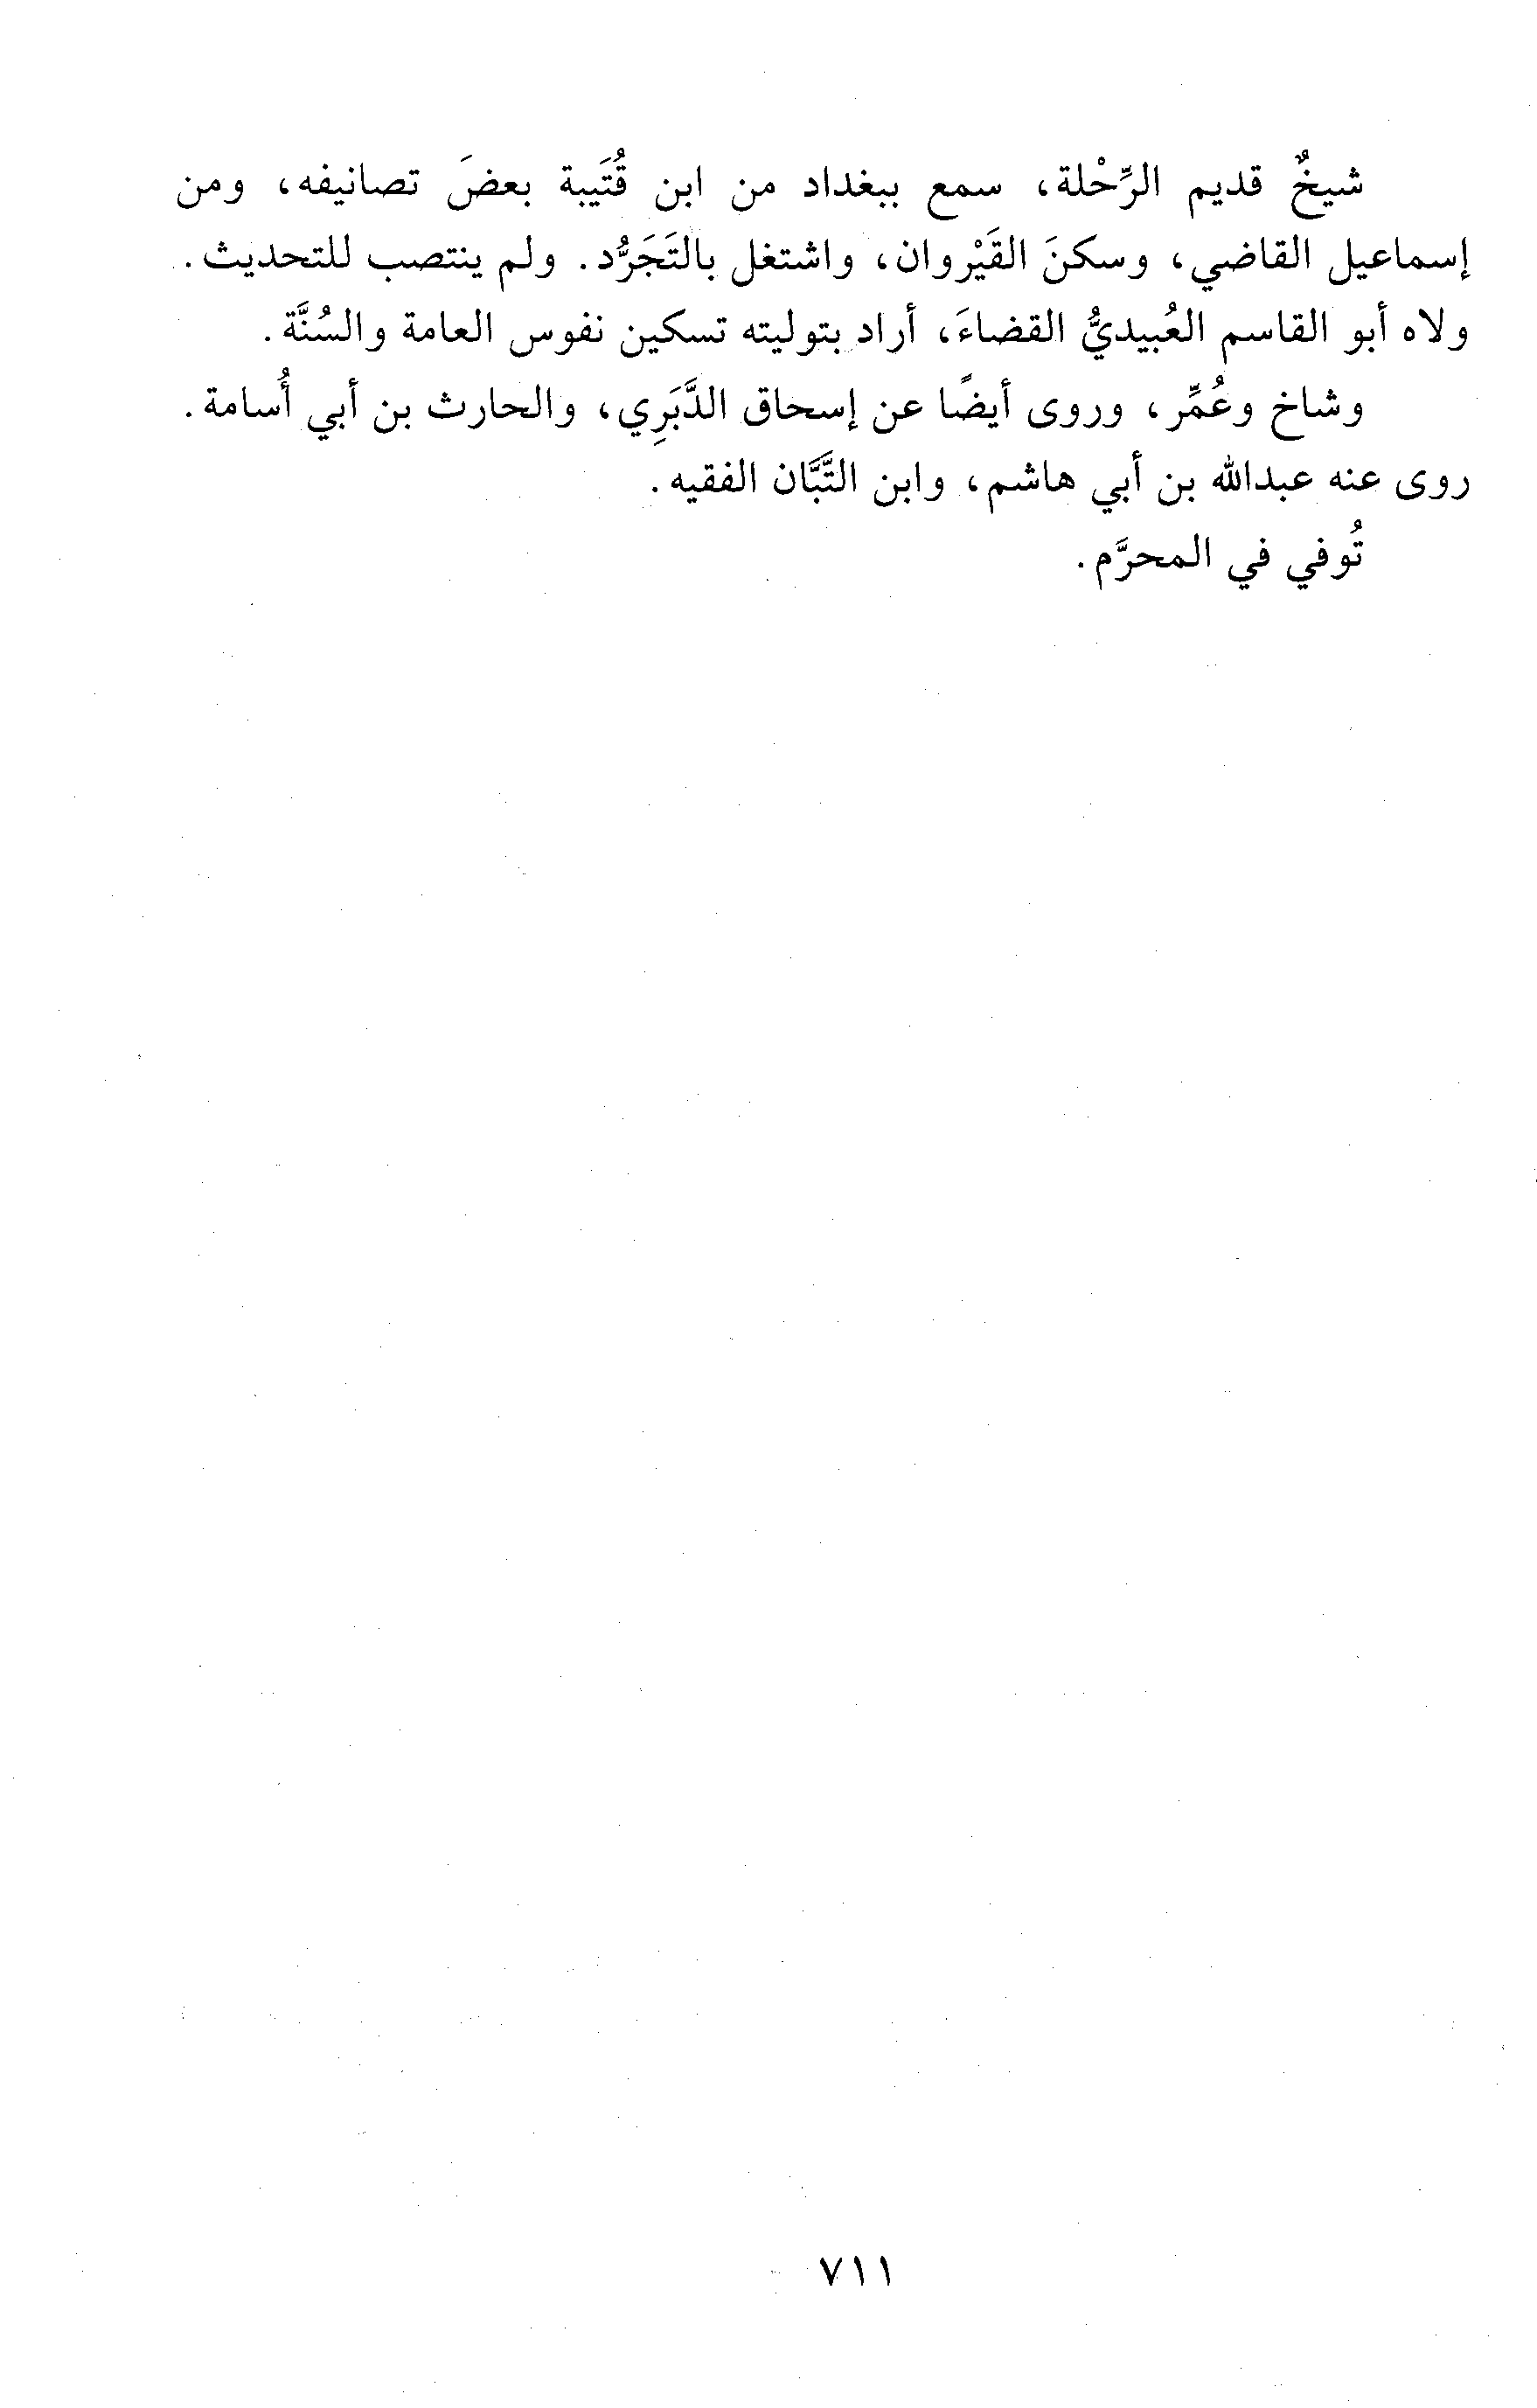 شيخٌ قديم الرِّحْلة، سمع ببغداد من ابن قُتَيبة بعضَ تصانيفه، ومن
إسماعيل القاضي، وسكنَ القَيْروان، واشتغل بالتَجَرُّد. ولم ينتصب للتحديث.
ولاه أبو القاسم العُبيديُّ القضاءَ، أراد بتوليته تسكين نفوس العامة والسُنَّة.
وشاخ وعُمِّر، وروى أيضًا عن إسحاق الدَّبَرِي، والحارث بن أبي أُسامة.
روى عنه عبدالله بن أبي هاشم، وابن التَّبَّان الفقيه.
تُوفي في المحرَّم.
٧١١